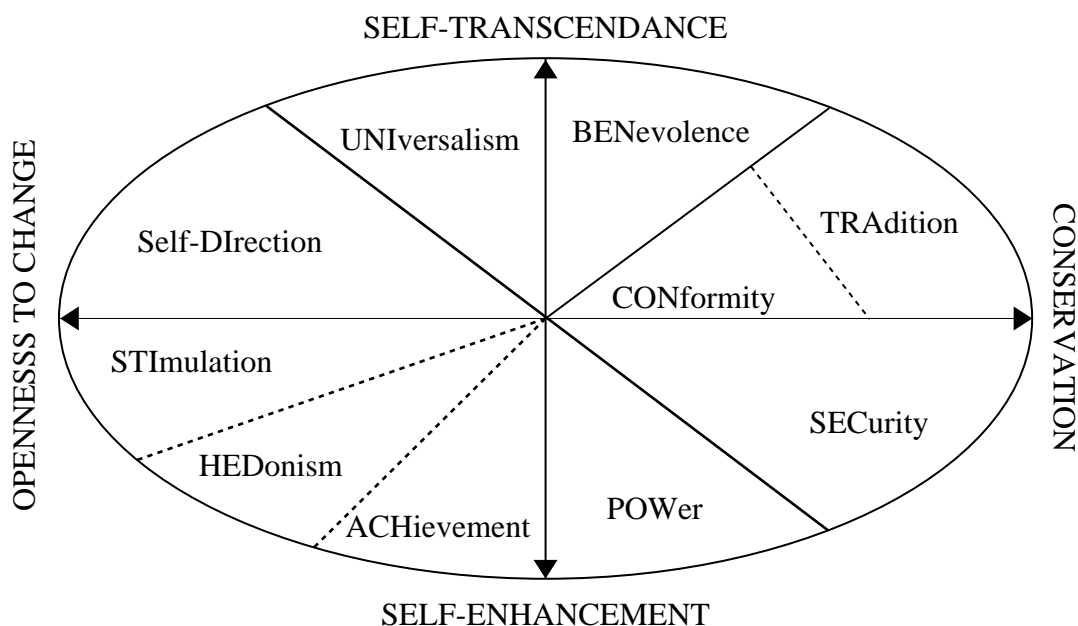 SELF-TRANSCENDANCE
UNIversalism
BENevolence
OPENNESSS TO CHANGE
Self-DIrection
TRAdition
CONSERVATION
CONformity
STImulation
SECurity
HEDonism
ACHievement
POWer
SELF-ENHANCEMENT